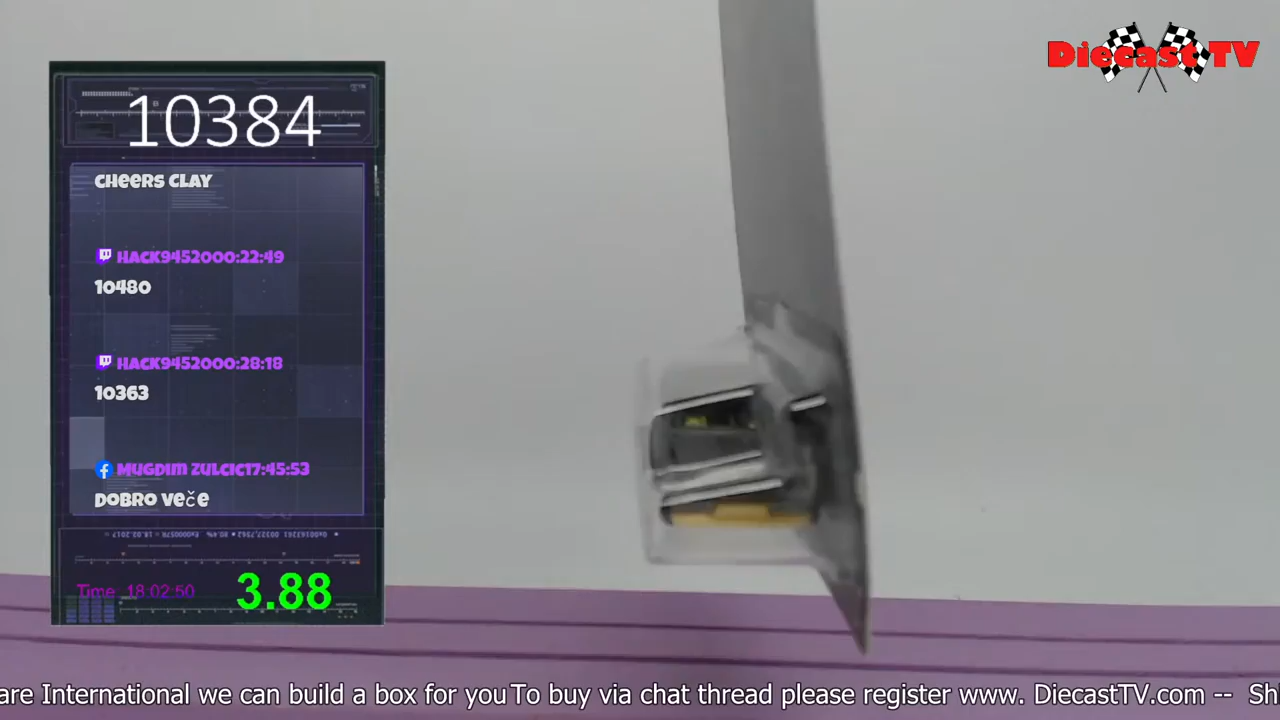 Diecast TV
10384
CHEERS CLAY
HACK9452000:22:49
10480
HACK9452000:28:18
10363
MUGDIM ZULCIC17:45:53
DOBRO VEČE
Time 18:02:50
3.88
are International we can build a box for you To buy via chat thread please register www. DiecastTV.com -- Sh